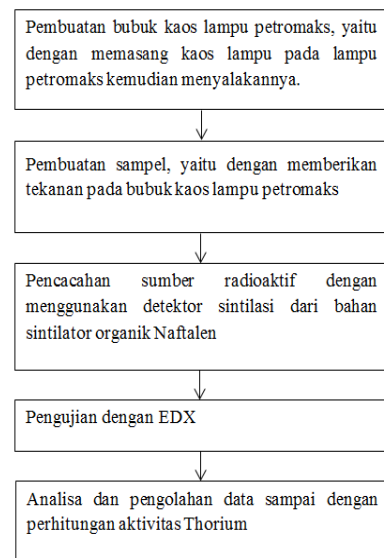 Pembuatan bubuk kaos lampu petromaks, yaitu
dengan memasang kaos lampu pada lampu
petromaks kemudian menyalakannya.
Pembuatan sampel, yaitu dengan memberikan
tekanan pada bubuk kaos lampu petromaks
Pencacahan sumber radioaktif dengan
menggunakan detektor sintilasi dari bahan
sintilator organik Naftalen
Pengujian dengan EDX
Analisa dan pengolahan data sampai dengan
perhitungan aktivitas Thorium